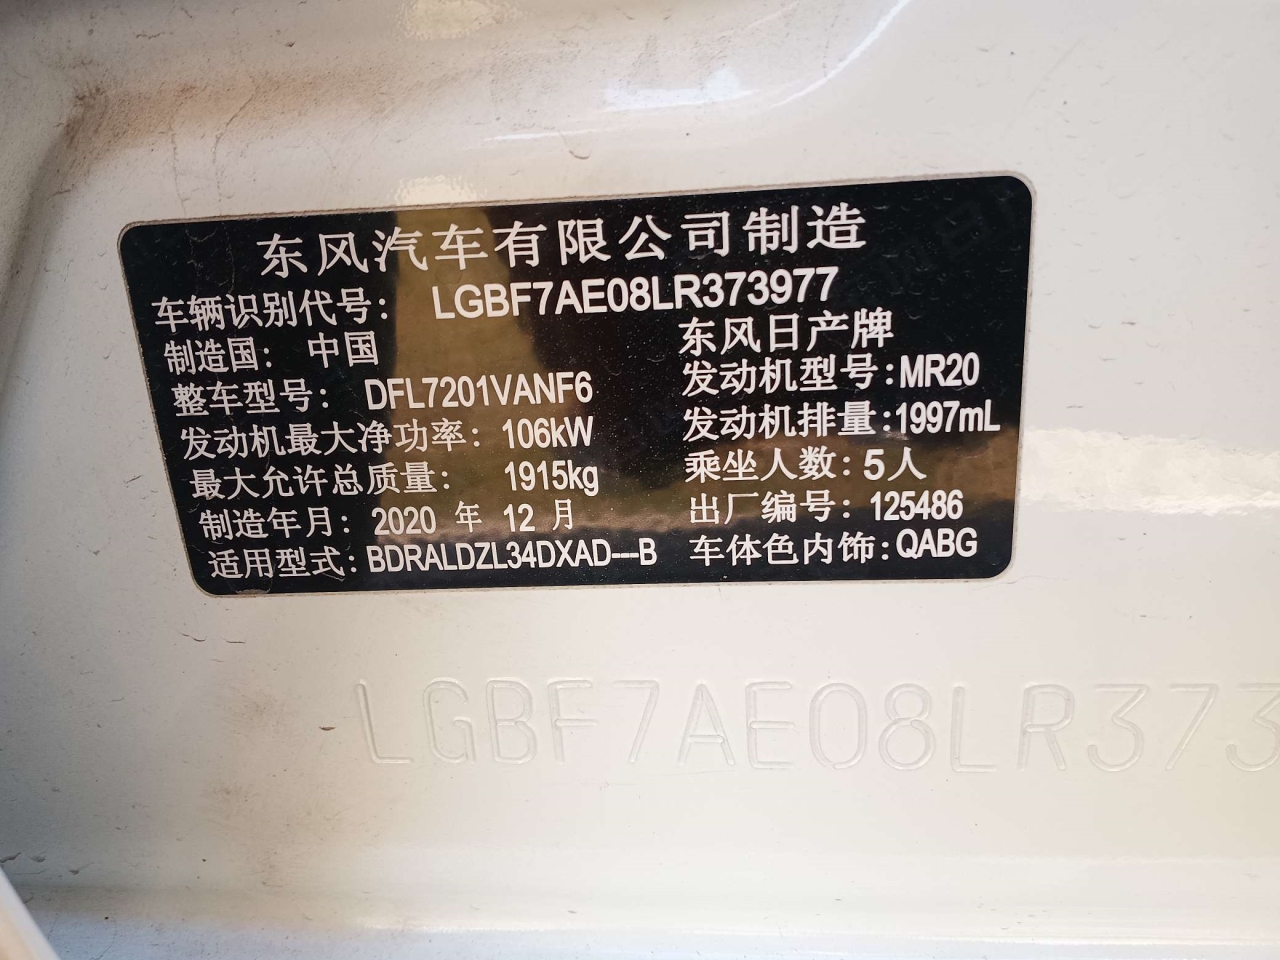 东风汽车有限公司制造
车辆识别代号: LGBF7AE08LR373977
制造国: 中国 东风日产牌
整车型号: DFL7201VANF6 发动机型号:MR20
发动机最大净功率: 106kW 发动机排量:1997mL
最大允许总质量: 1915kg 乘坐人数: 5人
制造年月: 2020 年 12 月 出厂编号: 125486
适用型式: BDRALDZL34DXAD---B 车体色内饰:QABG
LGBF7AE08LR373